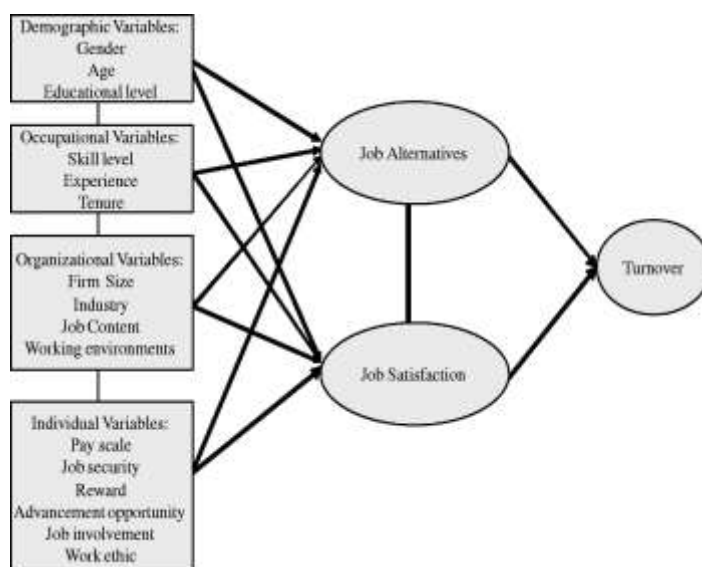 Demographic Variables:
Gender
Age
Educational level
Occupational Variables:
Skill level
Experience
Tenure
Organizational Variables:
Firm Size
Industry
Job Content
Working environments
Individual Variables:
Pay scale
Job security
Reward
Advancement opportunity
Job involvement
Work ethic
Job Alternatives
Job Satisfaction
Turnover